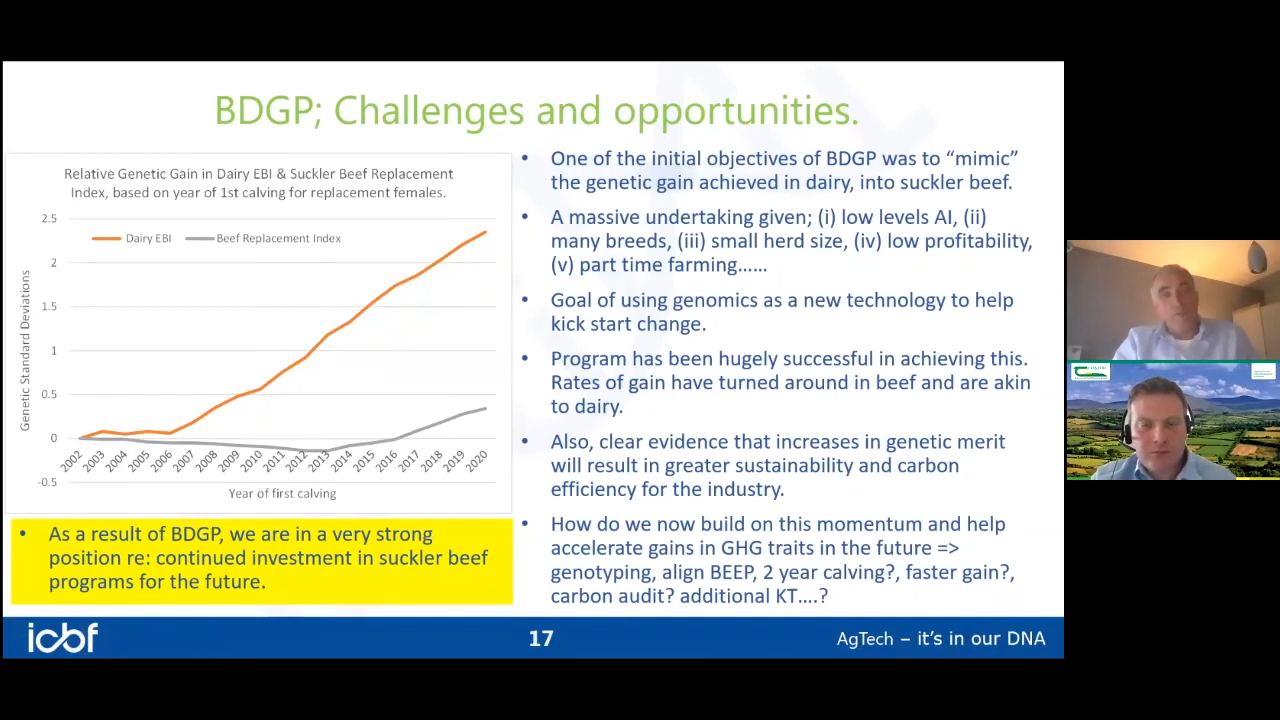 BDGP; Challenges and opportunities.
Relative Genetic Gain in Dairy EBI & Suckler Beef Replacement
Index, based on year of 1st calving for replacement females.
2.5
2
1.5
1
0.5
0
-0.5
Dairy EBI
Beef Replacement Index
Genetic Standard Deviations
2002
2003
2004
2005
2006
2007
2008
2009
2010
2011
2012
2013
2014
2015
2016
2017
2018
2019
2020
Year of first calving
• As a result of BDGP, we are in a very strong
position re: continued investment in suckler beef
programs for the future.
• One of the initial objectives of BDGP was to “mimic”
the genetic gain achieved in dairy, into suckler beef.
• A massive undertaking given; (i) low levels AI, (ii)
many breeds, (iii) small herd size, (iv) low profitability,
(v) part time farming……
• Goal of using genomics as a new technology to help
kick start change.
• Program has been hugely successful in achieving this.
Rates of gain have turned around in beef and are akin
to dairy.
• Also, clear evidence that increases in genetic merit
will result in greater sustainability and carbon
efficiency for the industry.
• How do we now build on this momentum and help
accelerate gains in GHG traits in the future =>
genotyping, align BEEP, 2 year calving?, faster gain?,
carbon audit? additional KT….?
icbf
17
AgTech – it’s in our DNA